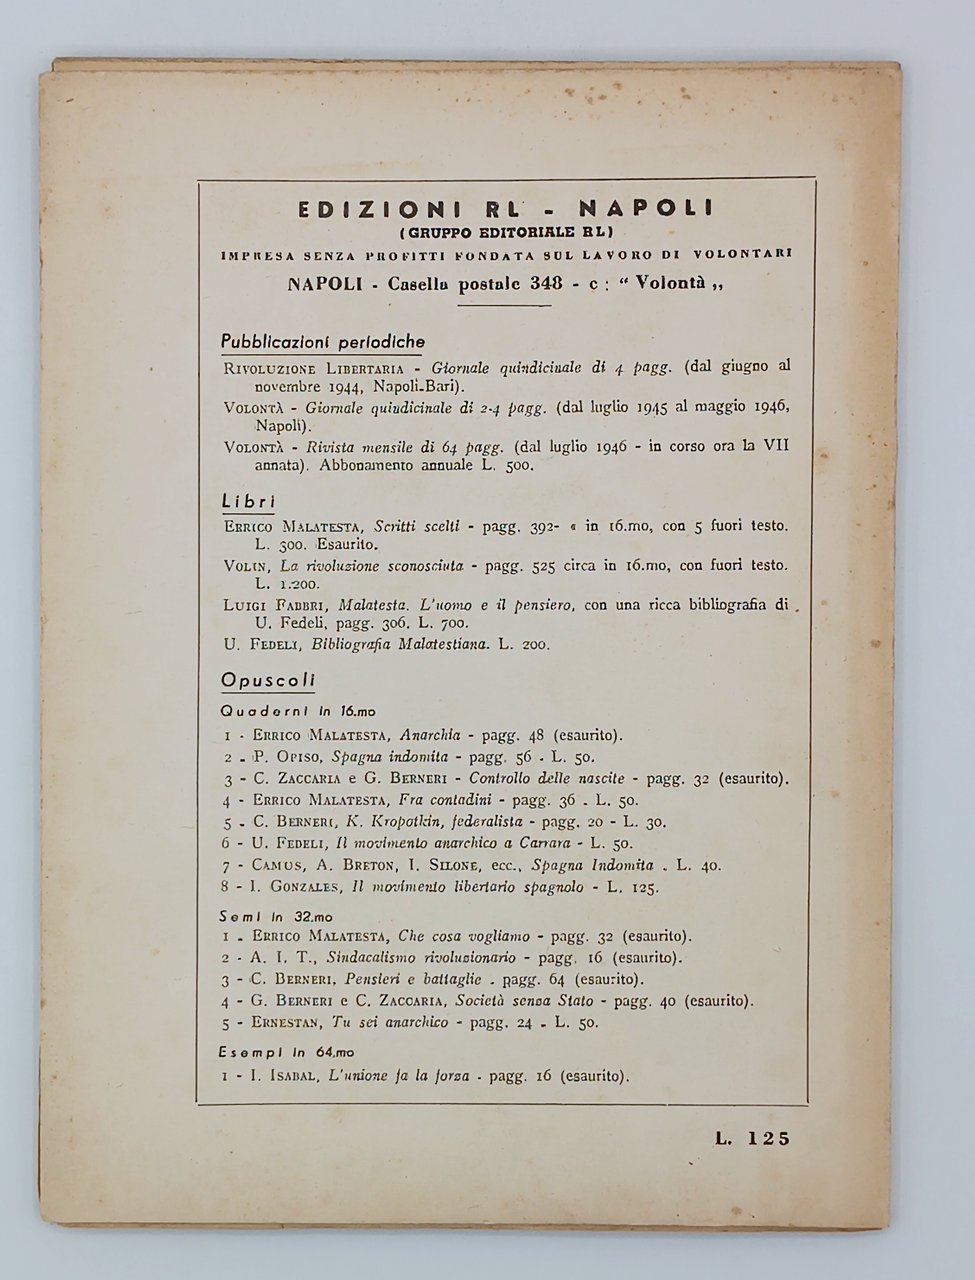 EDIZIONI RL - NAPOLI
(GRUPPO EDITORIALE RL)
IMPRESA SENZA PROFITTI FONDATA SUL LAVORO DI VOLONTARI
NAPOLI - Casella postale 348 - c : “ Volontà „
Pubblicazioni periodiche
RIVOLUZIONE LIBERTARIA - Giornale quindicinale di 4 pagg. (dal giugno al
novembre 1944, Napoli-Bari).
VOLONTÀ - Giornale quindicinale di 2-4 pagg. (dal luglio 1945 al maggio 1946,
Napoli).
VOLONTÀ - Rivista mensile di 64 pagg. (dal luglio 1946 - in corso ora la VII
annata). Abbonamento annuale L. 500.
Libri
ERRICO MALATESTA, Scritti scelti - pagg. 392- « in 16.mo, con 5 fuori testo.
L. 300. Esaurito.
VOLIN, La rivoluzione sconosciuta - pagg. 525 circa in 16.mo, con fuori testo.
L. 1.200.
LUIGI FABBRI, Malatesta. L'uomo e il pensiero, con una ricca bibliografia di
U. Fedeli, pagg. 306. L. 700.
U. FEDELI, Bibliografia Malatestiana. L. 200.
Opuscoli
Quaderni in 16.mo
1 - ERRICO MALATESTA, Anarchia - pagg. 48 (esaurito).
2 - P. OPISO, Spagna indomita - pagg. 56 - L. 50.
3 - C. ZACCARIA e G. BERNERI - Controllo delle nascite - pagg. 32 (esaurito).
4 - ERRICO MALATESTA, Fra contadini - pagg. 36 - L. 50.
5 - C. BERNERI, K. Kropotkin, federalista - pagg. 20 - L. 30.
6 - U. FEDELI, Il movimento anarchico a Carrara - L. 50.
7 - CAMUS, A. BRETON, I. SILONE, ecc., Spagna Indomita . L. 40.
8 - I. GONZALES, Il movimento libertario spagnolo - L. 125.
Semi in 32.mo
1 - ERRICO MALATESTA, Che cosa vogliamo - pagg. 32 (esaurito).
2 - A. I. T., Sindacalismo rivoluzionario - pagg. 16 (esaurito).
3 - C. BERNERI, Pensieri e battaglie . pagg. 64 (esaurito).
4 - G. BERNERI e C. ZACCARIA, Società senza Stato - pagg. 40 (esaurito).
5 - ERNESTAN, Tu sei anarchico - pagg. 24 - L. 50.
Esempi in 64.mo
1 - I. ISABAL, L'unione fa la forza - pagg. 16 (esaurito).
L. 125